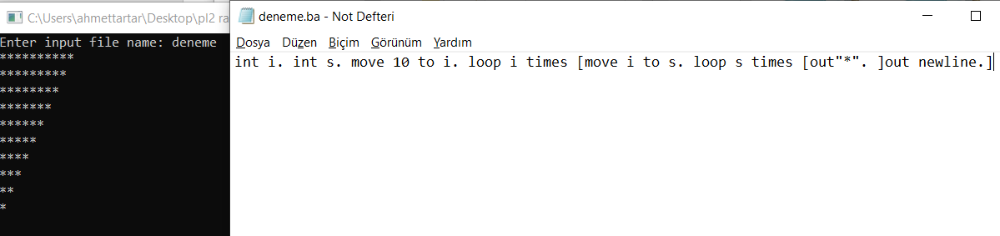 C:\Users\ahmettartar\Desktop\pl2 ra
Enter input file name: deneme
**********
*********
********
*******
******
*****
****
***
**
*
deneme.ba - Not Defteri
Dosya Düzen Biçim Görünüm Yardım
int i. int s. move 10 to i. loop i times [move i to s. loop s times [out"*". ]out newline.]